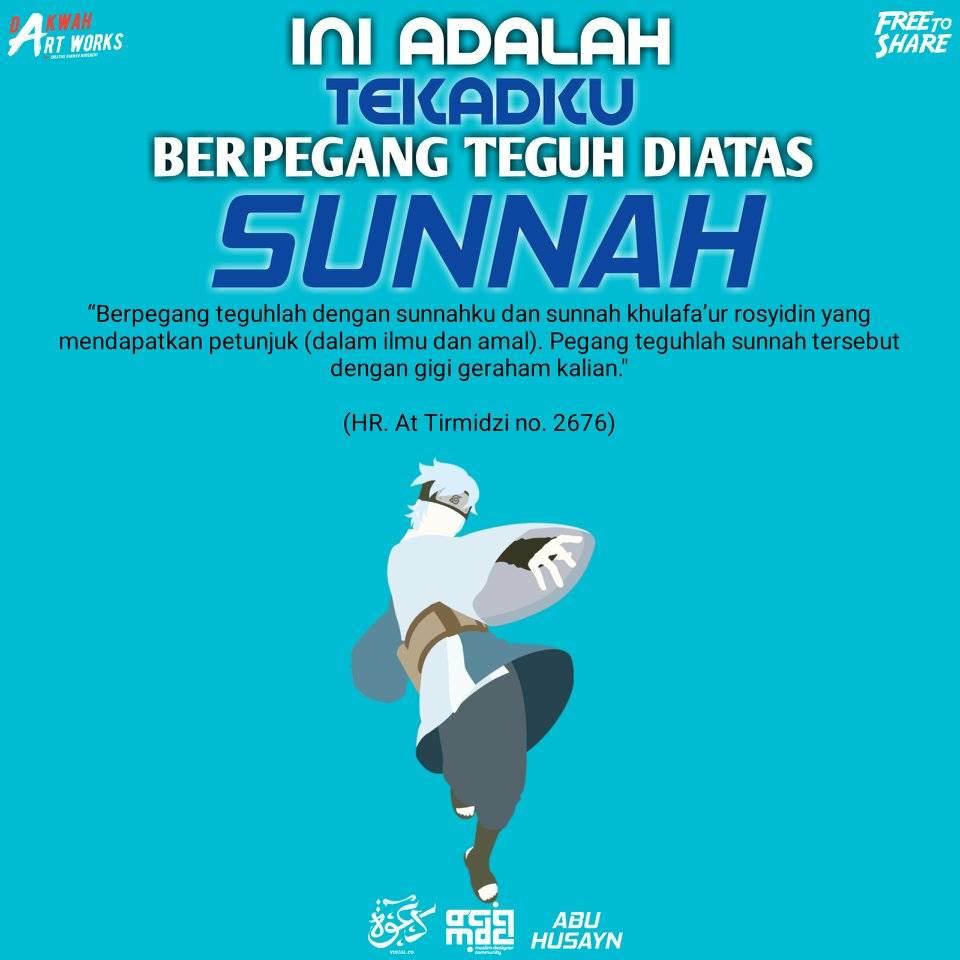 DAKWAH
ART WORKS
FREE TO
SHARE
INI ADALAH
TEKADKU
BERPEGANG TEGUH DIATAS
SUNNAH
“Berpegang teguhlah dengan sunnahku dan sunnah khulafa’ur rosyidin yang
mendapatkan petunjuk (dalam ilmu dan amal). Pegang teguhlah sunnah tersebut
dengan gigi geraham kalian."
(HR. At Tirmidzi no. 2676)
mdc
muslim designer
community
ABU
HUSAYN